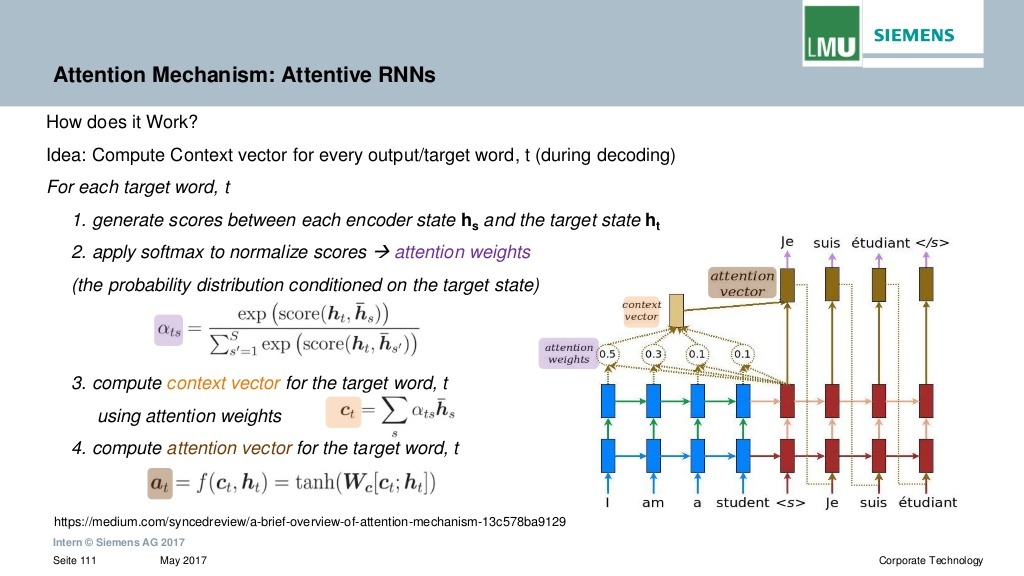 LMU
SIEMENS
Attention Mechanism: Attentive RNNs
How does it Work?
Idea: Compute Context vector for every output/target word, t (during decoding)
For each target word, t
1. generate scores between each encoder state hₛ and the target state hₜ
2. apply softmax to normalize scores → attention weights
(the probability distribution conditioned on the target state)
αₜₛ = exp (score(hₜ, h̄ₛ)) / ∑ˢₛ′₌₁ exp (score(hₜ, h̄ₛ′))
3. compute context vector for the target word, t
using attention weights
cₜ = ∑ₛ αₜₛh̄ₛ
4. compute attention vector for the target word, t
aₜ = f(cₜ, hₜ) = tanh(W꜀[cₜ; hₜ])
Je suis étudiant </s>
attention
vector
context
vector
attention
weights
0.5 0.3 0.1 0.1
I am a student <s> Je suis étudiant
https://medium.com/syncedreview/a-brief-overview-of-attention-mechanism-13c578ba9129
Intern © Siemens AG 2017
Seite 111 May 2017 Corporate Technology